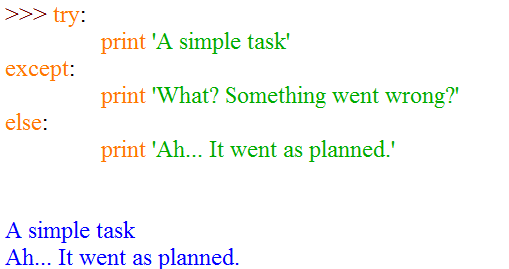 >>> try:
print 'A simple task'
except:
print 'What? Something went wrong?'
else:
print 'Ah... It went as planned.'
A simple task
Ah... It went as planned.